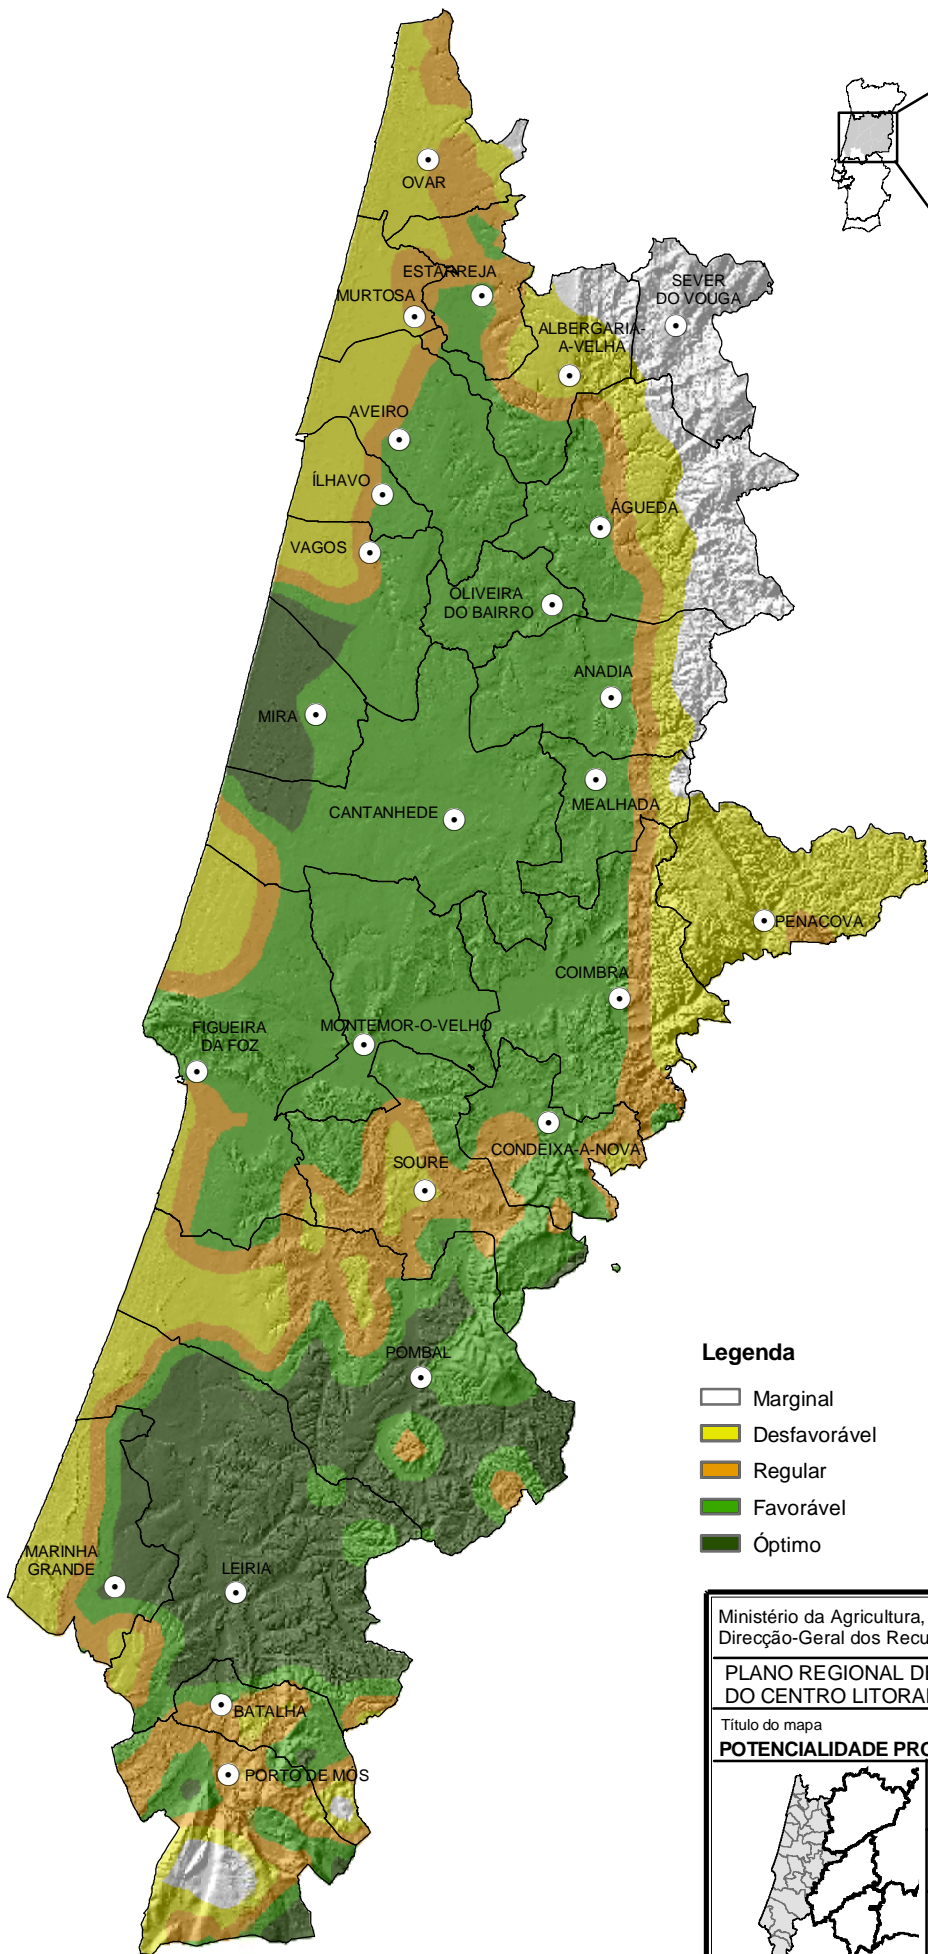 OVAR
ESTARREJA
MURTOSA
SEVER
DO VOUGA
ALBERGARIA-
A-VELHA
AVEIRO
ÍLHAVO
ÁGUEDA
VAGOS
OLIVEIRA
DO BAIRRO
ANADIA
MIRA
MEALHADA
CANTANHEDE
PENACOVA
COIMBRA
FIGUEIRA
DA FOZ
MONTEMOR-O-VELHO
CONDEIXA-A-NOVA
SOURE
POMBAL
MARINHA
GRANDE
LEIRIA
BATALHA
PORTO DE MÓS
Legenda
Marginal
Desfavorável
Regular
Favorável
Óptimo
Ministério da Agricultura,
Direcção-Geral dos Recu
PLANO REGIONAL DE
DO CENTRO LITORAL
Título do mapa
POTENCIALIDADE PRO